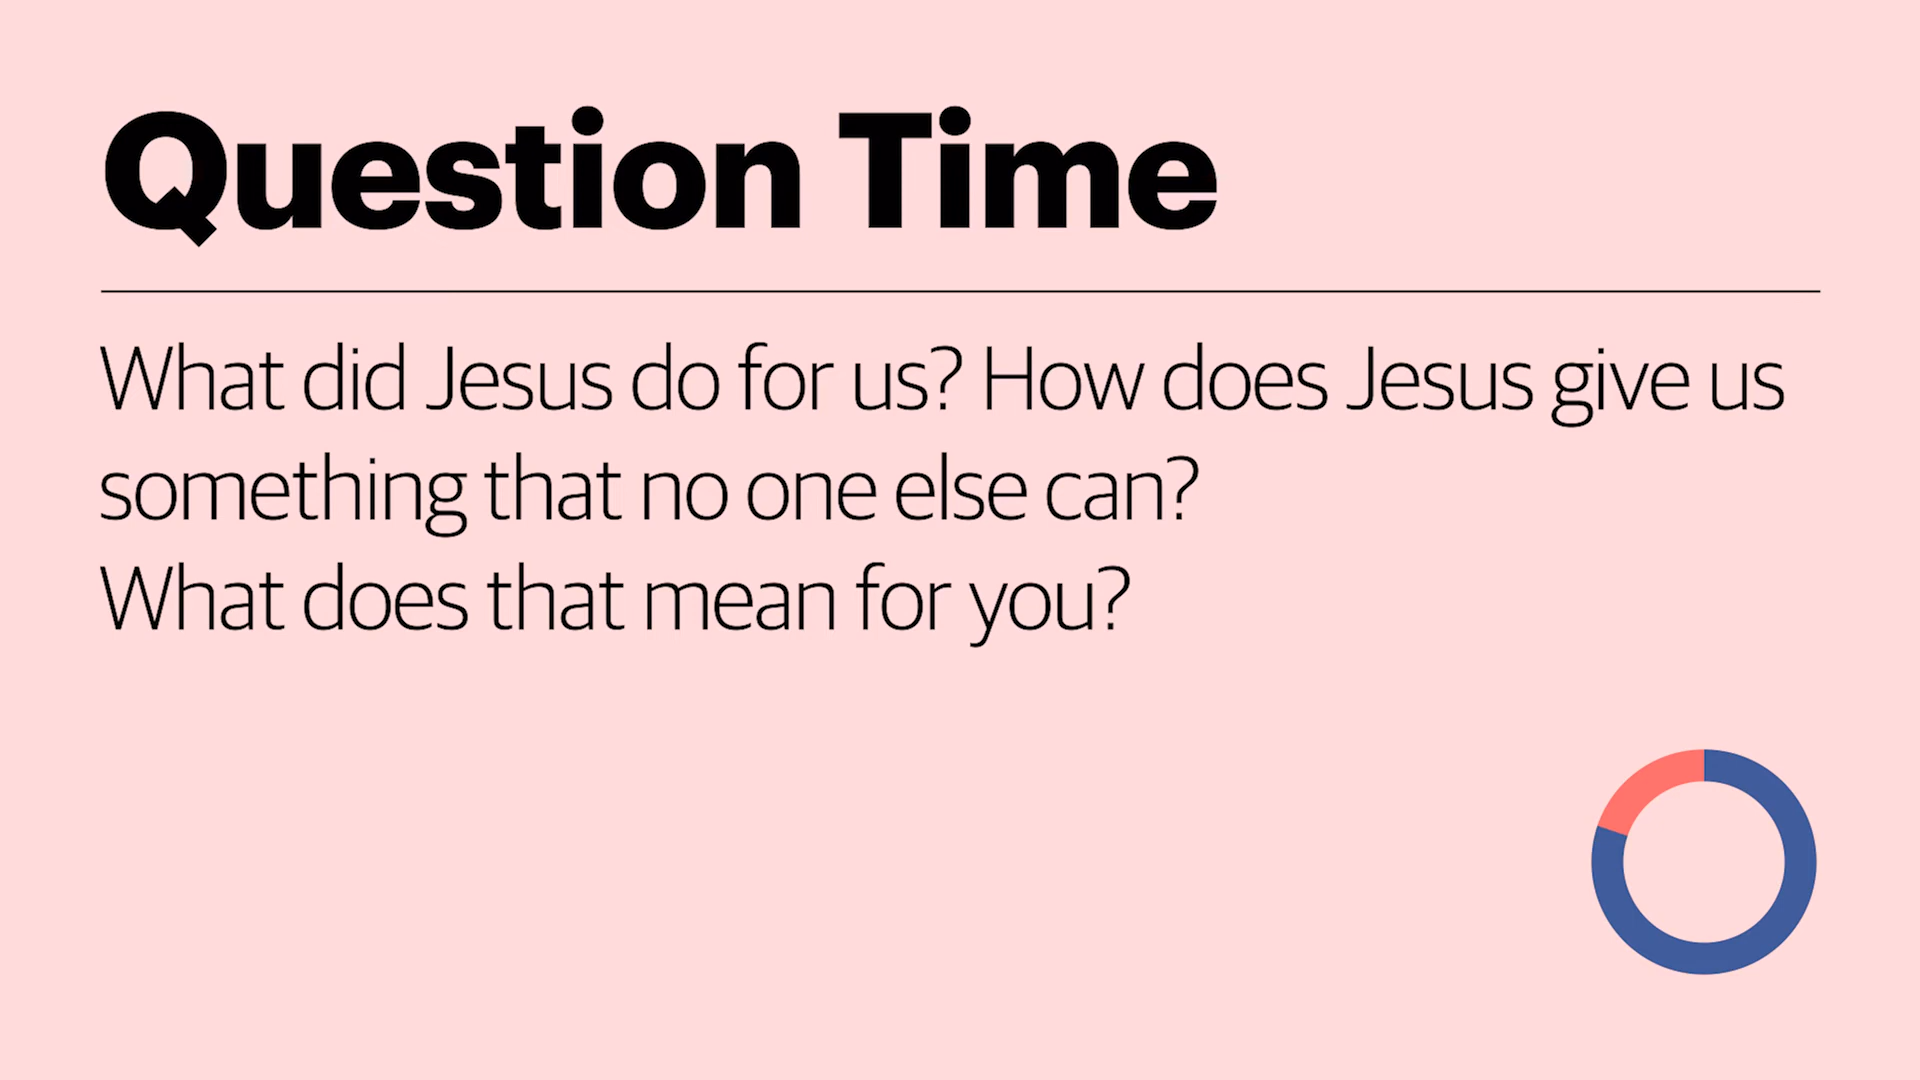 Question Time
What did Jesus do for us? How does Jesus give us
something that no one else can?
What does that mean for you?